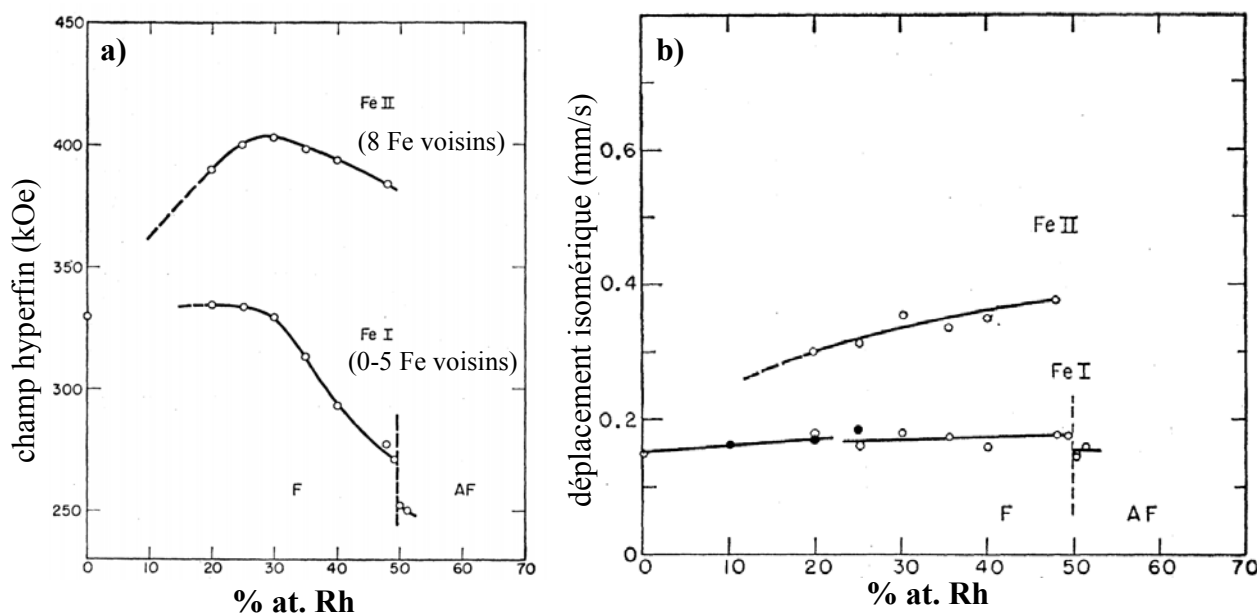 a)
champ hyperfin (kOe)
450
400
350
300
250
Fe II
(8 Fe voisins)
Fe I
(0-5 Fe voisins)
F
AF
0 10 20 30 40 50 60 70
% at. Rh
b)
déplacement isomérique (mm/s)
0.6
0.4
0.2
0
Fe II
Fe I
F
AF
0 10 20 30 40 50 60 70
% at. Rh